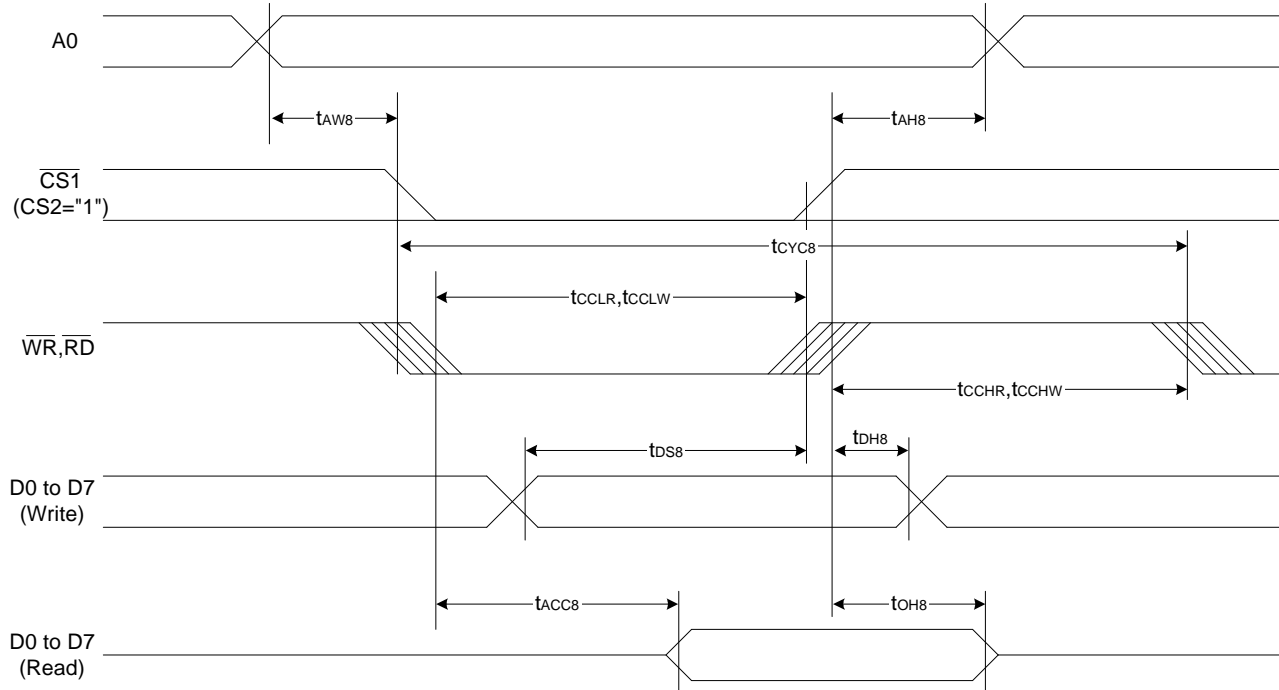 A0
tAW8
tAH8
CS1
(CS2="1")
tCYC8
tCCLR,tCCLW
WR,RD
tCCHR,tCCHW
tDS8
tDH8
D0 to D7
(Write)
tACC8
tOH8
D0 to D7
(Read)